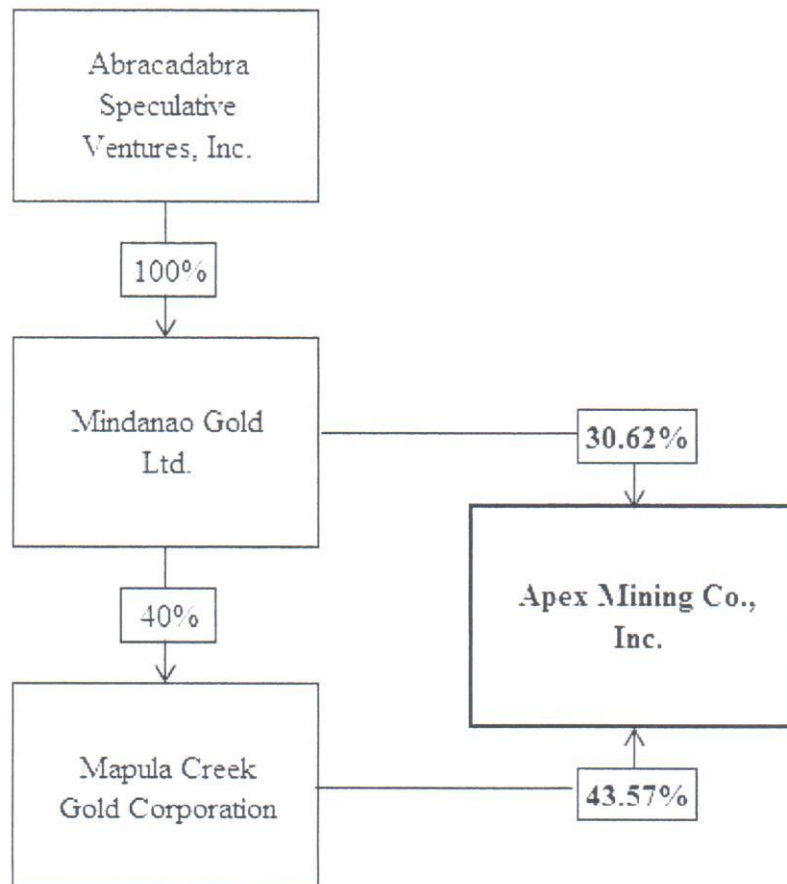 Abracadabra
Speculative
Ventures, Inc.
100%
Mindanao Gold
Ltd.
30.62%
40%
Apex Mining Co.,
Inc.
Mapula Creek
Gold Corporation
43.57%